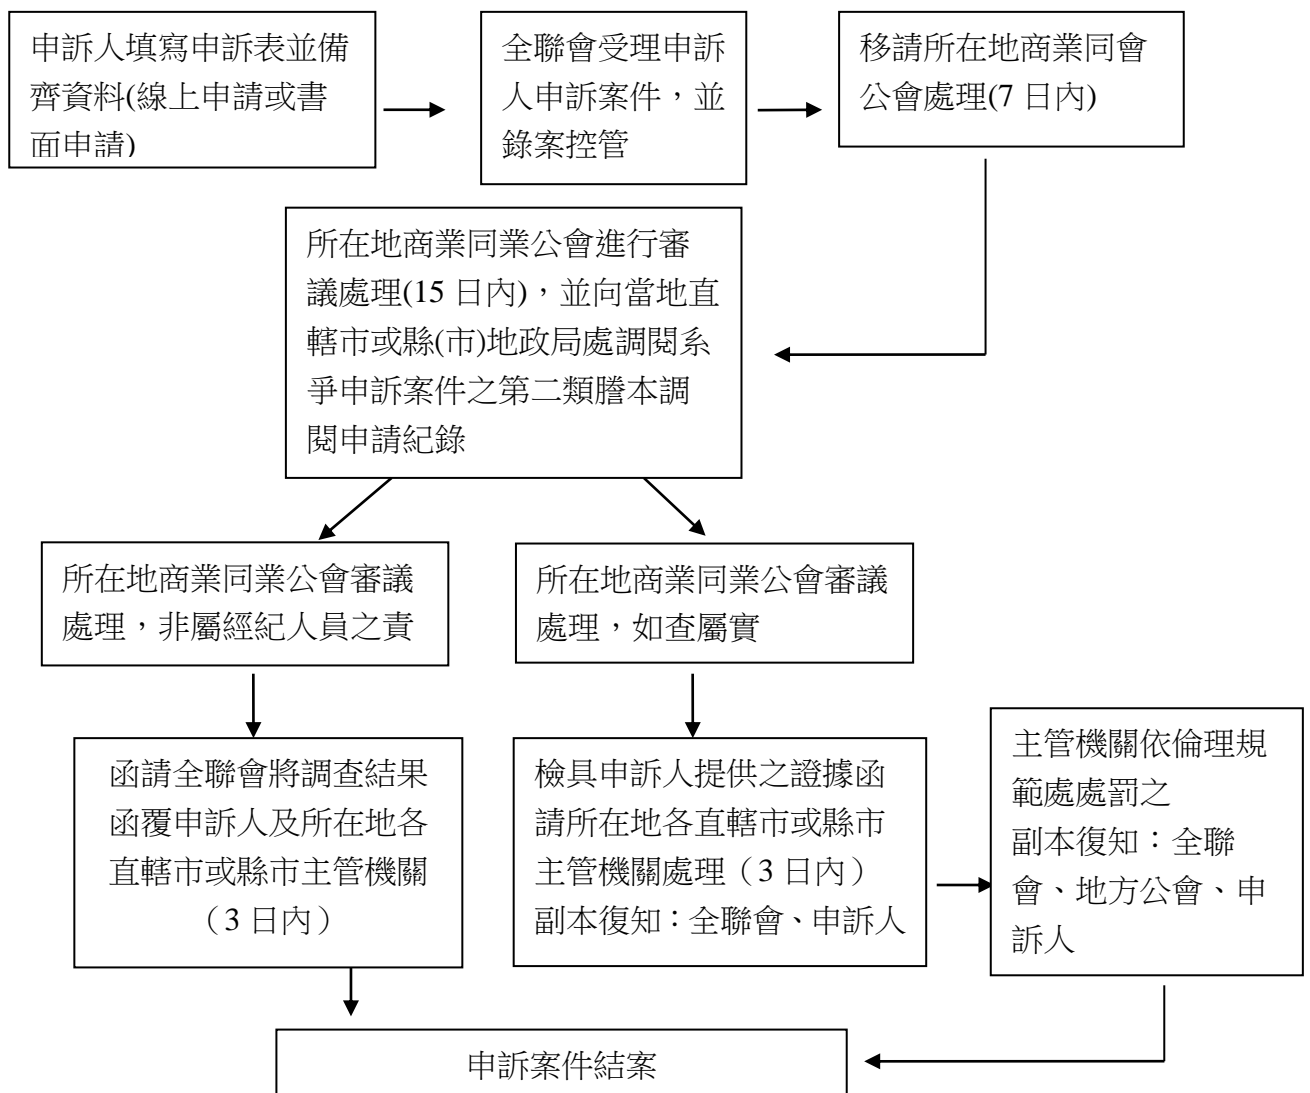 申訴人填寫申訴表並備
齊資料(線上申請或書
面申請)
全聯會受理申訴
人申訴案件，並
錄案控管
移請所在地商業同會
公會處理(7 日內)
所在地商業同業公會進行審
議處理(15 日內)，並向當地直
轄市或縣(市)地政局處調閱系
爭申訴案件之第二類謄本調
閱申請紀錄
所在地商業同業公會審議
處理，非屬經紀人員之責
所在地商業同業公會審議
處理，如查屬實
函請全聯會將調查結果
函覆申訴人及所在地各
直轄市或縣市主管機關
（3 日內）
檢具申訴人提供之證據函
請所在地各直轄市或縣市
主管機關處理（3 日內）
副本復知：全聯會、申訴人
主管機關依倫理規
範處處罰之
副本復知：全聯
會、地方公會、申
訴人
申訴案件結案